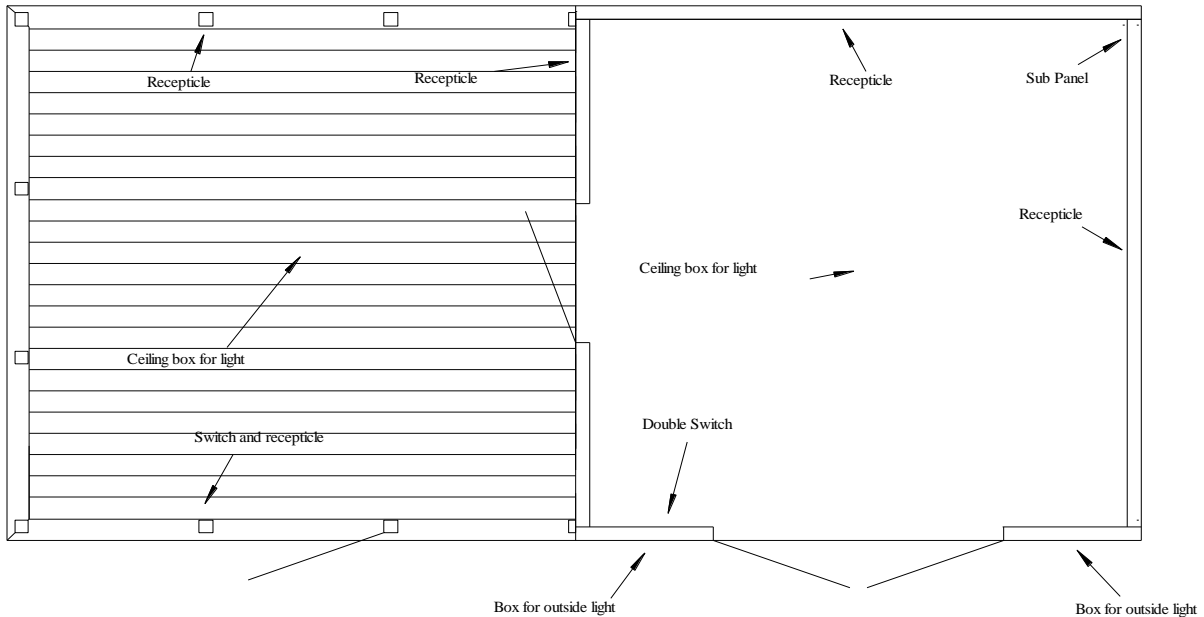 Recepticle
Recepticle
Recepticle
Sub Panel
Recepticle
Ceiling box for light
Ceiling box for light
Double Switch
Switch and recepticle
Box for outside light
Box for outside light